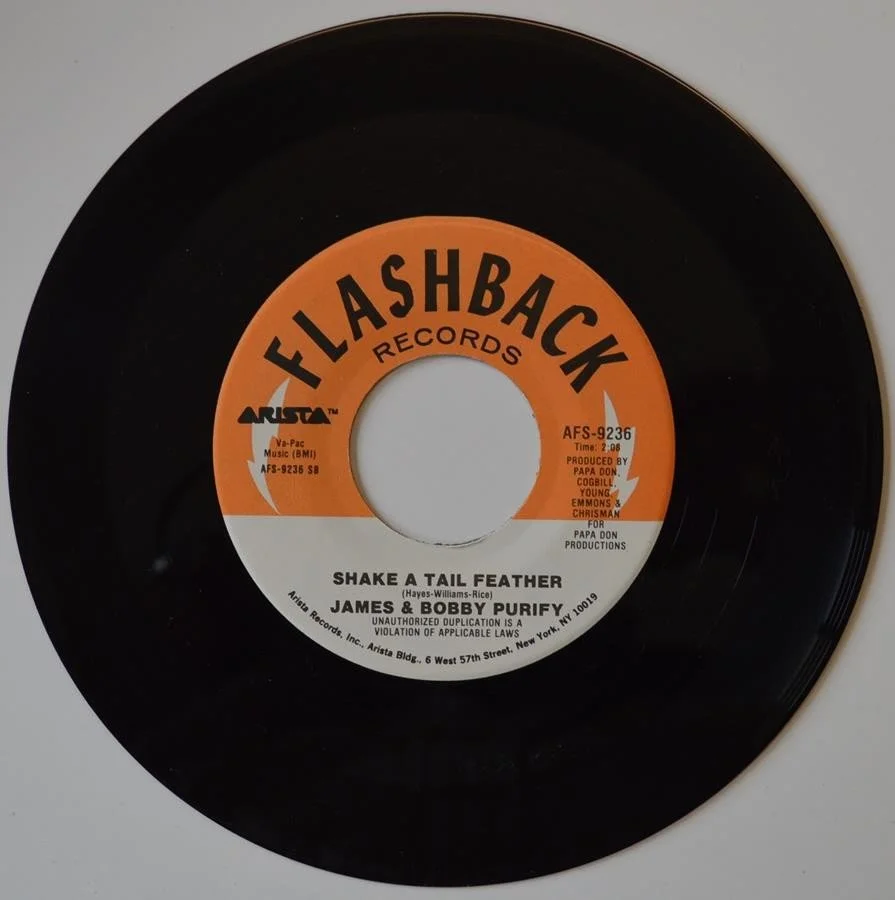 FLASHBACK
RECORDS
ARISTA™
Va-Pac
Music (BMI)
AFS-9236 SB
AFS-9236
Time: 2:08
PRODUCED BY
PAPA DON,
COGBILL,
YOUNG,
EMMONS &
CHRISMAN
FOR
PAPA DON
PRODUCTIONS
SHAKE A TAIL FEATHER
(Hayes-Williams-Rice)
JAMES & BOBBY PURIFY
UNAUTHORIZED DUPLICATION IS A
VIOLATION OF APPLICABLE LAWS
Arista Records, Inc., Arista Bldg., 6 West 57th Street, New York, NY 10019